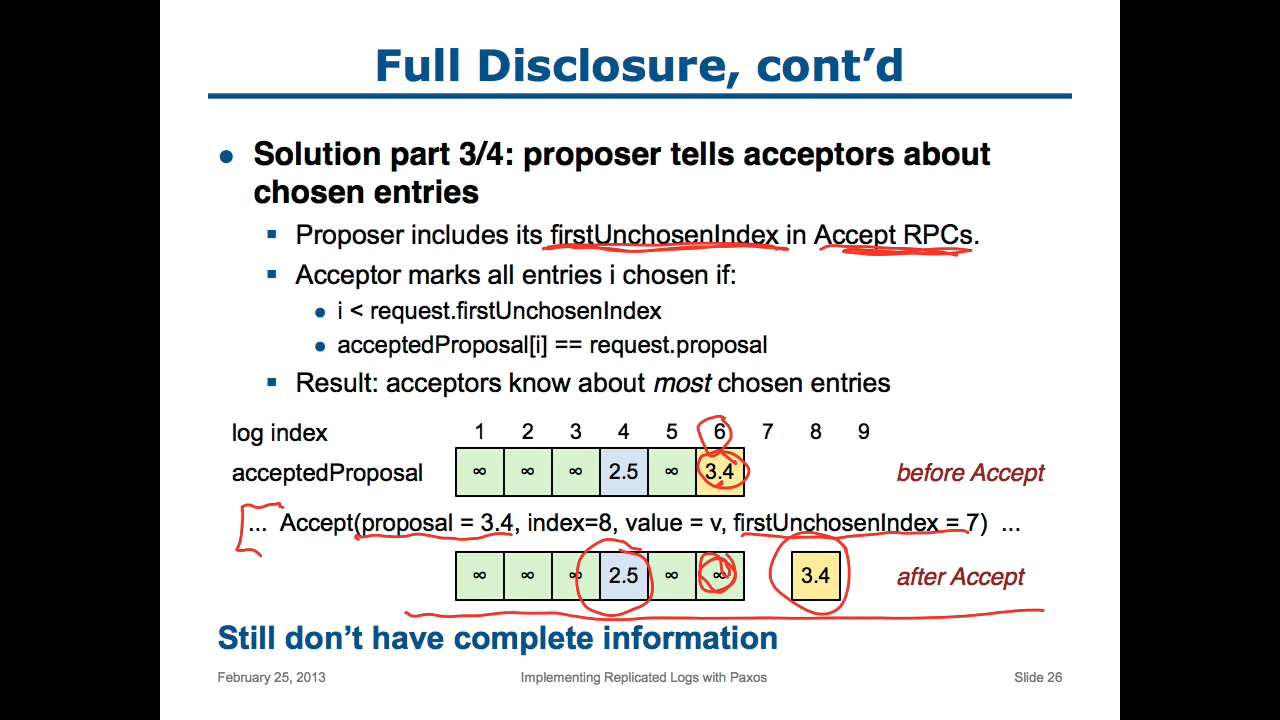 Full Disclosure, cont’d
● Solution part 3/4: proposer tells acceptors about
chosen entries
▪ Proposer includes its firstUnchosenIndex in Accept RPCs.
▪ Acceptor marks all entries i chosen if:
● i < request.firstUnchosenIndex
● acceptedProposal[i] == request.proposal
▪ Result: acceptors know about most chosen entries
log index 1 2 3 4 5 6 7 8 9
acceptedProposal ∞ ∞ ∞ 2.5 ∞ 3.4 before Accept
... Accept(proposal = 3.4, index=8, value = v, firstUnchosenIndex = 7) ...
∞ ∞ ∞ 2.5 ∞ ∞ 3.4 after Accept
Still don’t have complete information
February 25, 2013 Implementing Replicated Logs with Paxos Slide 26